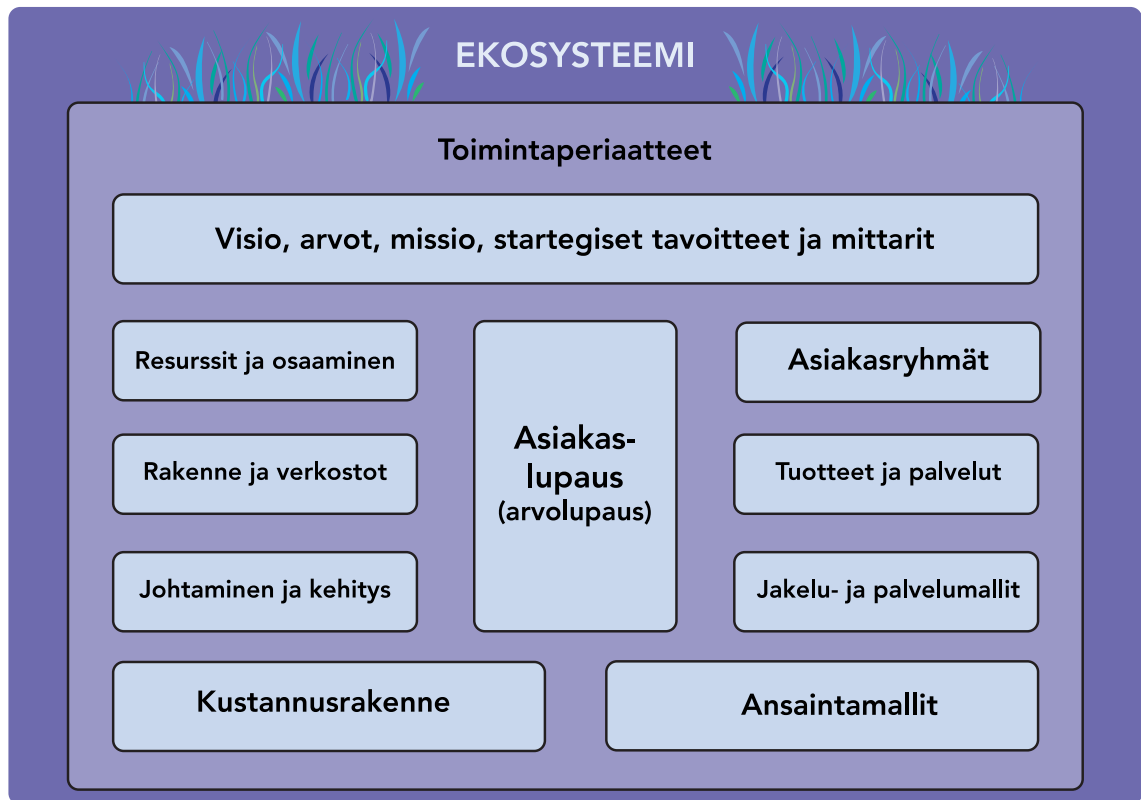 EKOSYSTEEMI
Toimintaperiaatteet
Visio, arvot, missio, startegiset tavoitteet ja mittarit
Resurssit ja osaaminen
Rakenne ja verkostot
Johtaminen ja kehitys
Asiakas-
lupaus
(arvolupaus)
Asiakasryhmät
Tuotteet ja palvelut
Jakelu- ja palvelumallit
Kustannusrakenne
Ansaintamallit